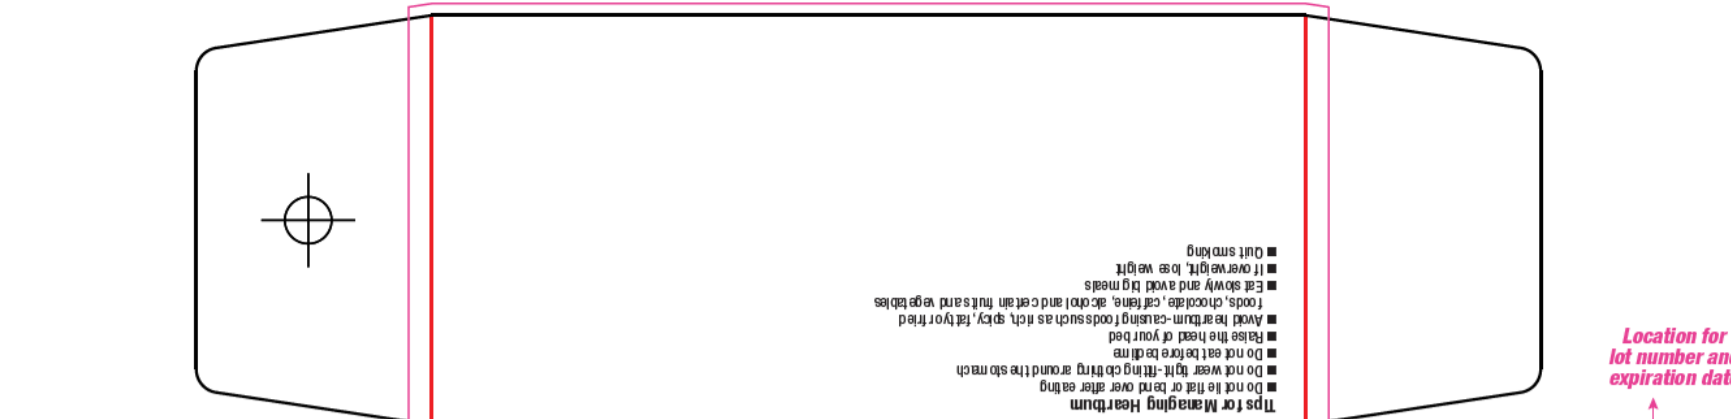 Tips for Managing Heartburn
■ Do not lie flat or bend over after eating
■ Do not wear tight-fitting clothing around the stomach
■ Do not eat before bedtime
■ Raise the head of your bed
■ Avoid heartburn-causing foods such as rich, spicy, fatty or fried
foods, chocolate, caffeine, alcohol and certain fruits and vegetables
■ Eat slowly and avoid big meals
■ If overweight, lose weight
■ Quit smoking
Location for
lot number an
expiration dat